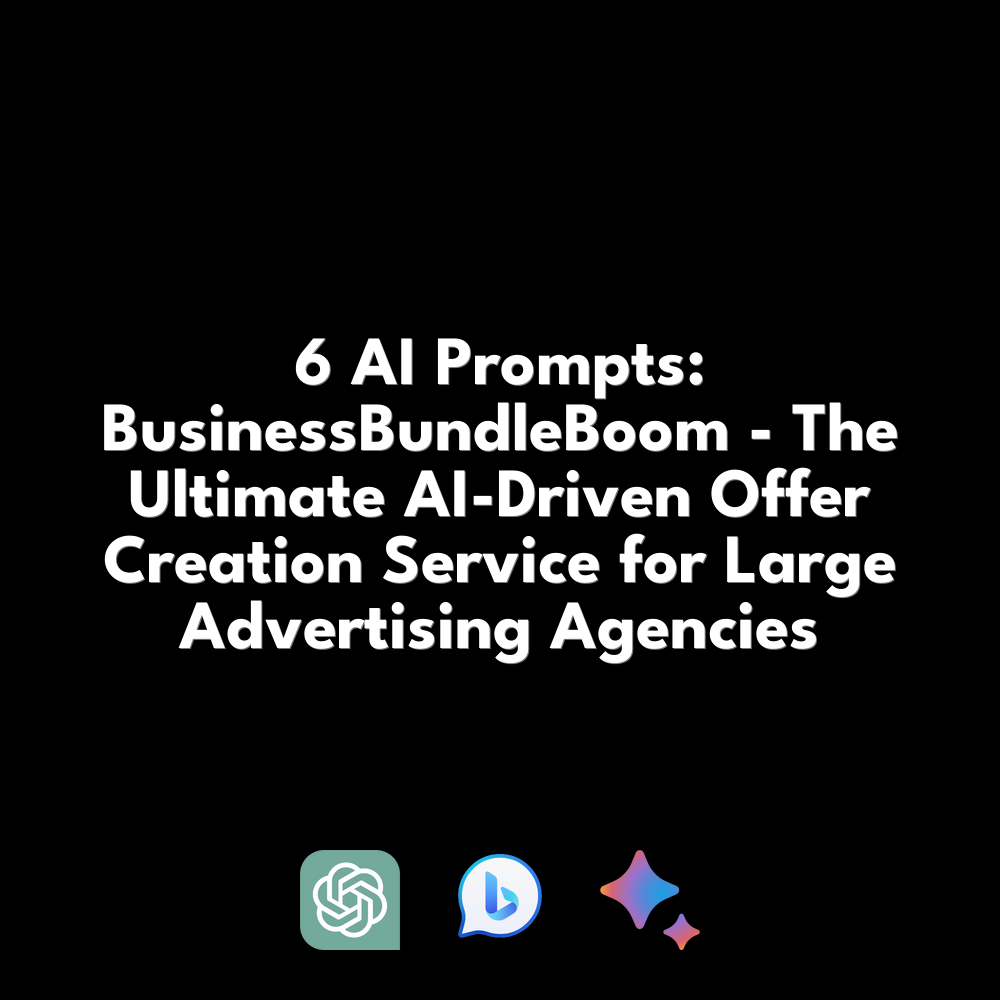 6 AI Prompts:
BusinessBundleBoom - The
Ultimate AI-Driven Offer
Creation Service for Large
Advertising Agencies